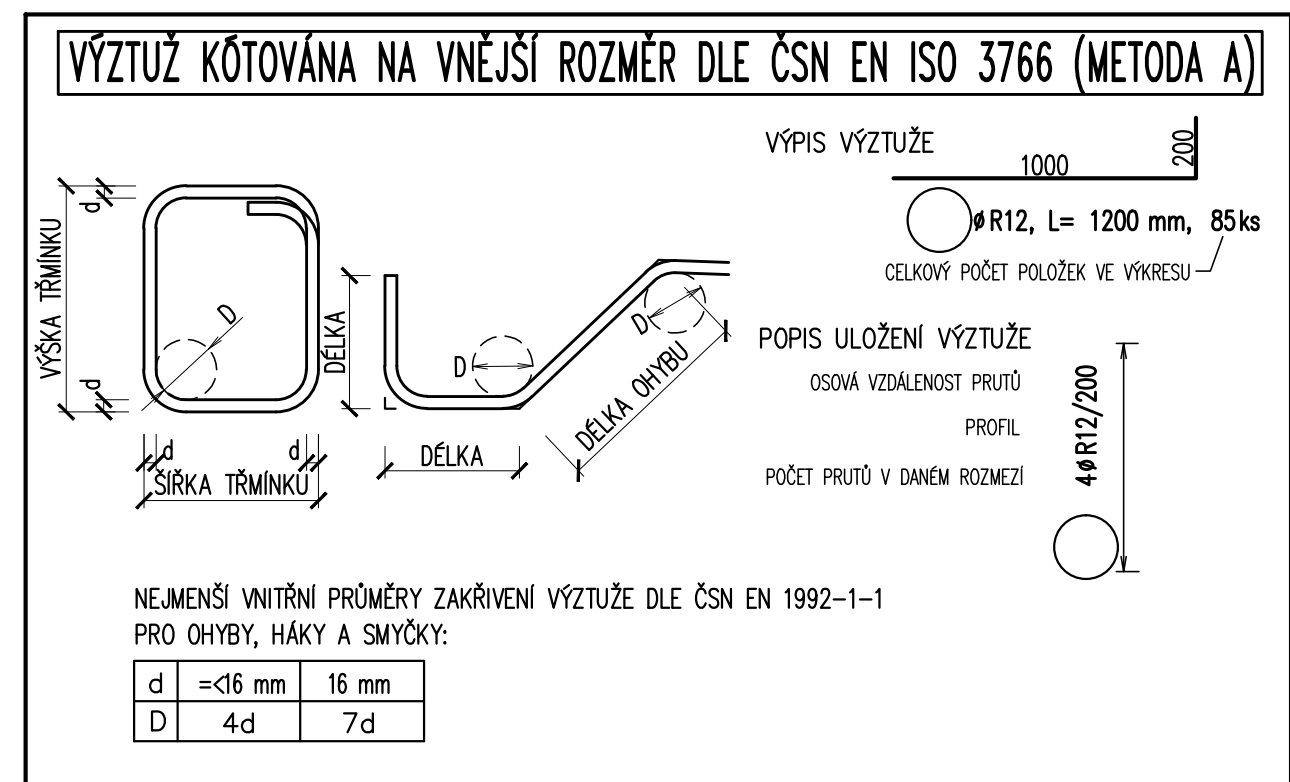 VÝZTUŽ KÓTOVÁNA NA VNĚJŠÍ ROZMĚR DLE ČSN EN ISO 3766 (METODA A)
VÝPIS VÝZTUŽE
1000
200
øR12, L= 1200 mm, 85ks
CELKOVÝ POČET POLOŽEK VE VÝKRESU
VÝŠKA TŘMÍNKU
d
d
D
d
d
ŠÍŘKA TŘMÍNKU
DÉLKA
D
DÉLKA
D
DÉLKA OHYBU
POPIS ULOŽENÍ VÝZTUŽE
OSOVÁ VZDÁLENOST PRUTŮ
PROFIL
POČET PRUTŮ V DANÉM ROZMEZÍ
4øR12/200
NEJMENŠÍ VNITŘNÍ PRŮMĚRY ZAKŘIVENÍ VÝZTUŽE DLE ČSN EN 1992-1-1
PRO OHYBY, HÁKY A SMYČKY:
d =<16 mm 16 mm
D 4d 7d